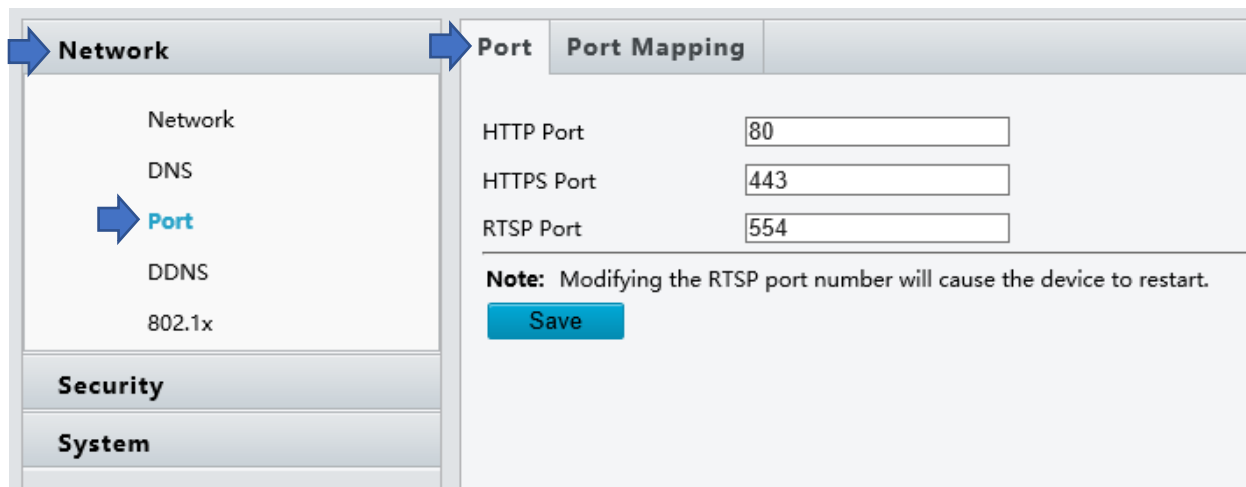 Network
Network
DNS
Port
DDNS
802.1x
Security
System
Port Port Mapping
HTTP Port 80
HTTPS Port 443
RTSP Port 554
Note: Modifying the RTSP port number will cause the device to restart.
Save